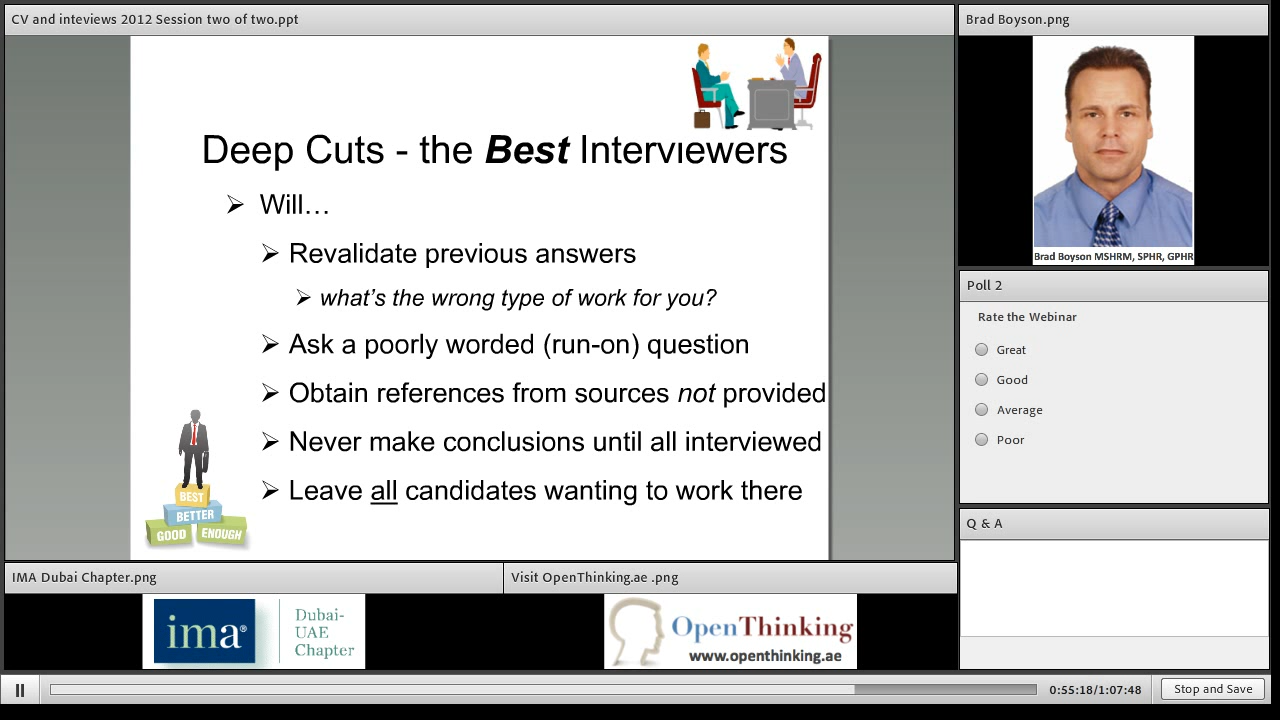 CV and inteviews 2012 Session two of two.ppt
Deep Cuts - the Best Interviewers
➢ Will…
➢ Revalidate previous answers
➢ what's the wrong type of work for you?
➢ Ask a poorly worded (run-on) question
➢ Obtain references from sources not provided
➢ Never make conclusions until all interviewed
➢ Leave all candidates wanting to work there
BEST
BETTER
GOOD ENOUGH
Brad Boyson.png
Brad Boyson MSHRM, SPHR, GPHR
Poll 2
Rate the Webinar
Great
Good
Average
Poor
Q & A
IMA Dubai Chapter.png
ima®
Dubai-
UAE
Chapter
Visit OpenThinking.ae .png
OpenThinking
www.openthinking.ae
0:55:18/1:07:48
Stop and Save